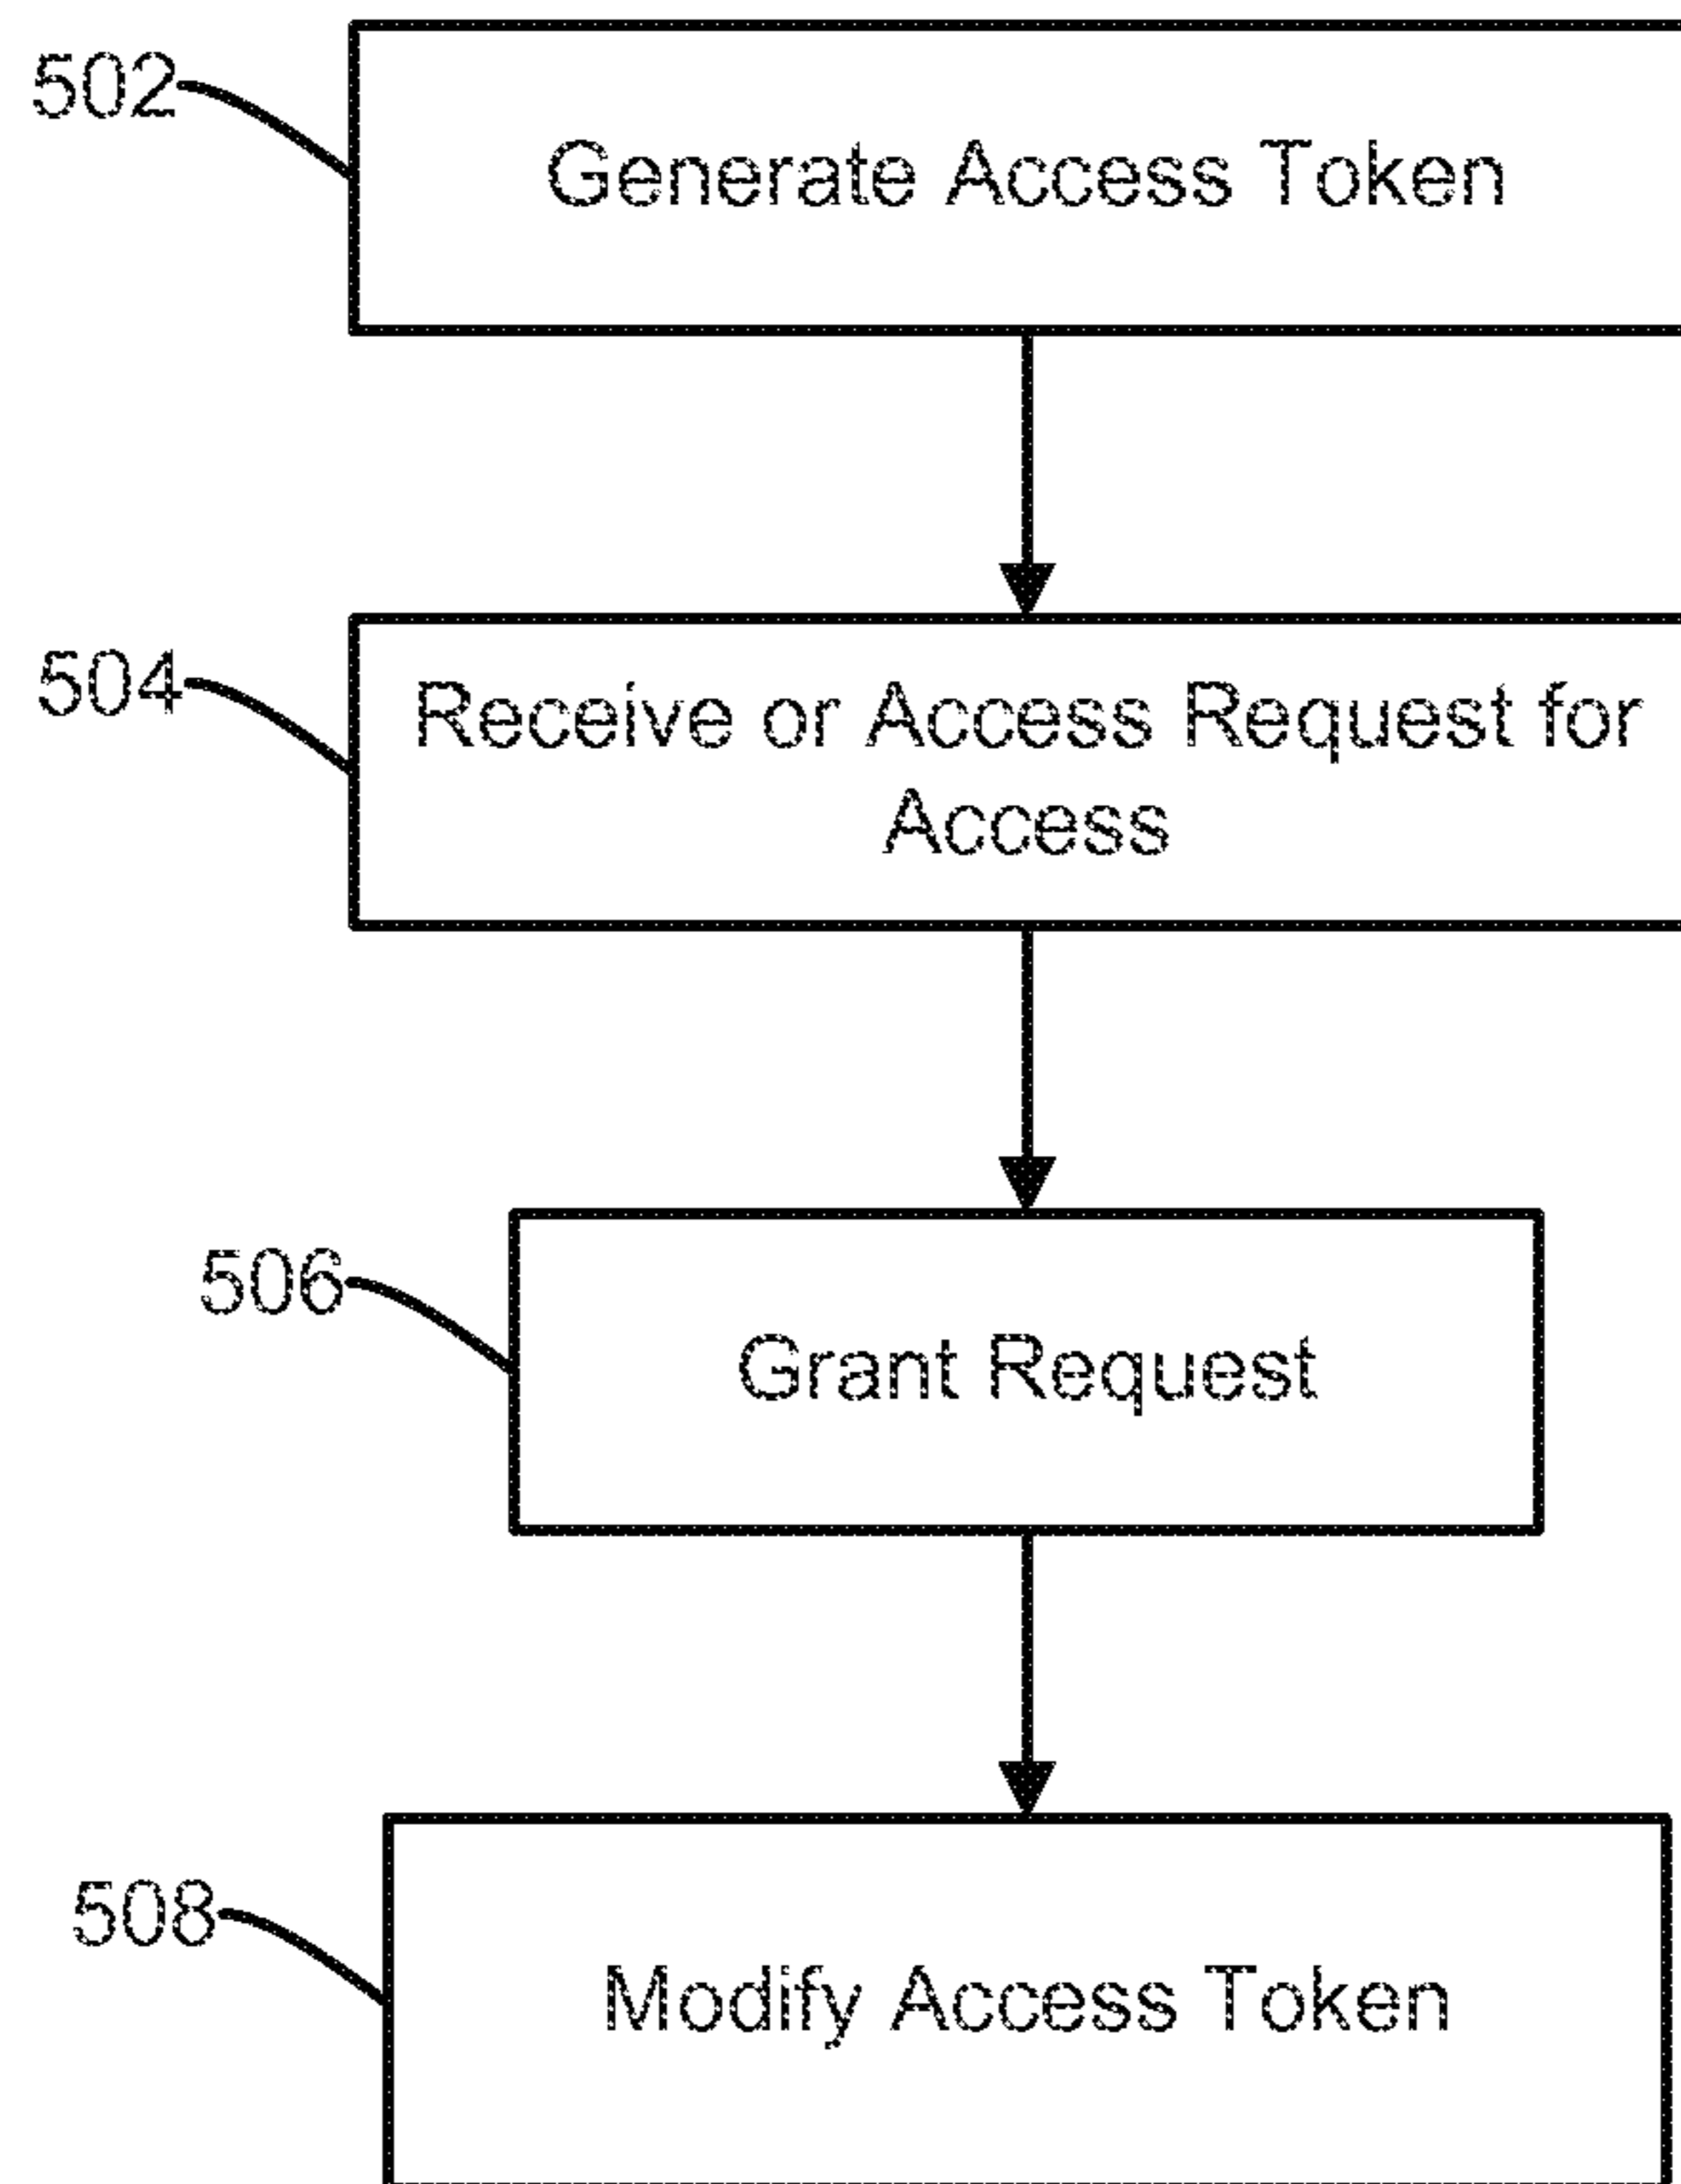 502
Generate Access Token
504
Receive or Access Request for
Access
506
Grant Request
508
Modify Access Token